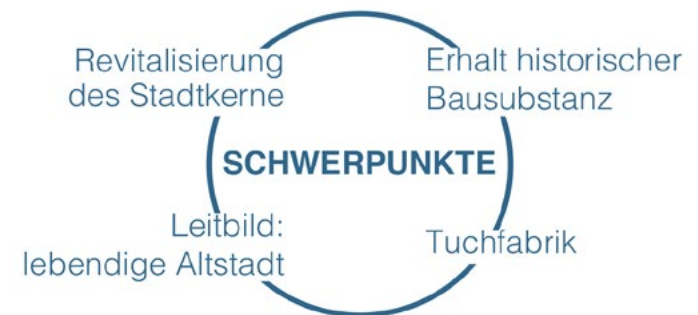 Revitalisierung
des Stadtkerne
Erhalt historischer
Bausubstanz
SCHWERPUNKTE
Leitbild:
lebendige Altstadt
Tuchfabrik